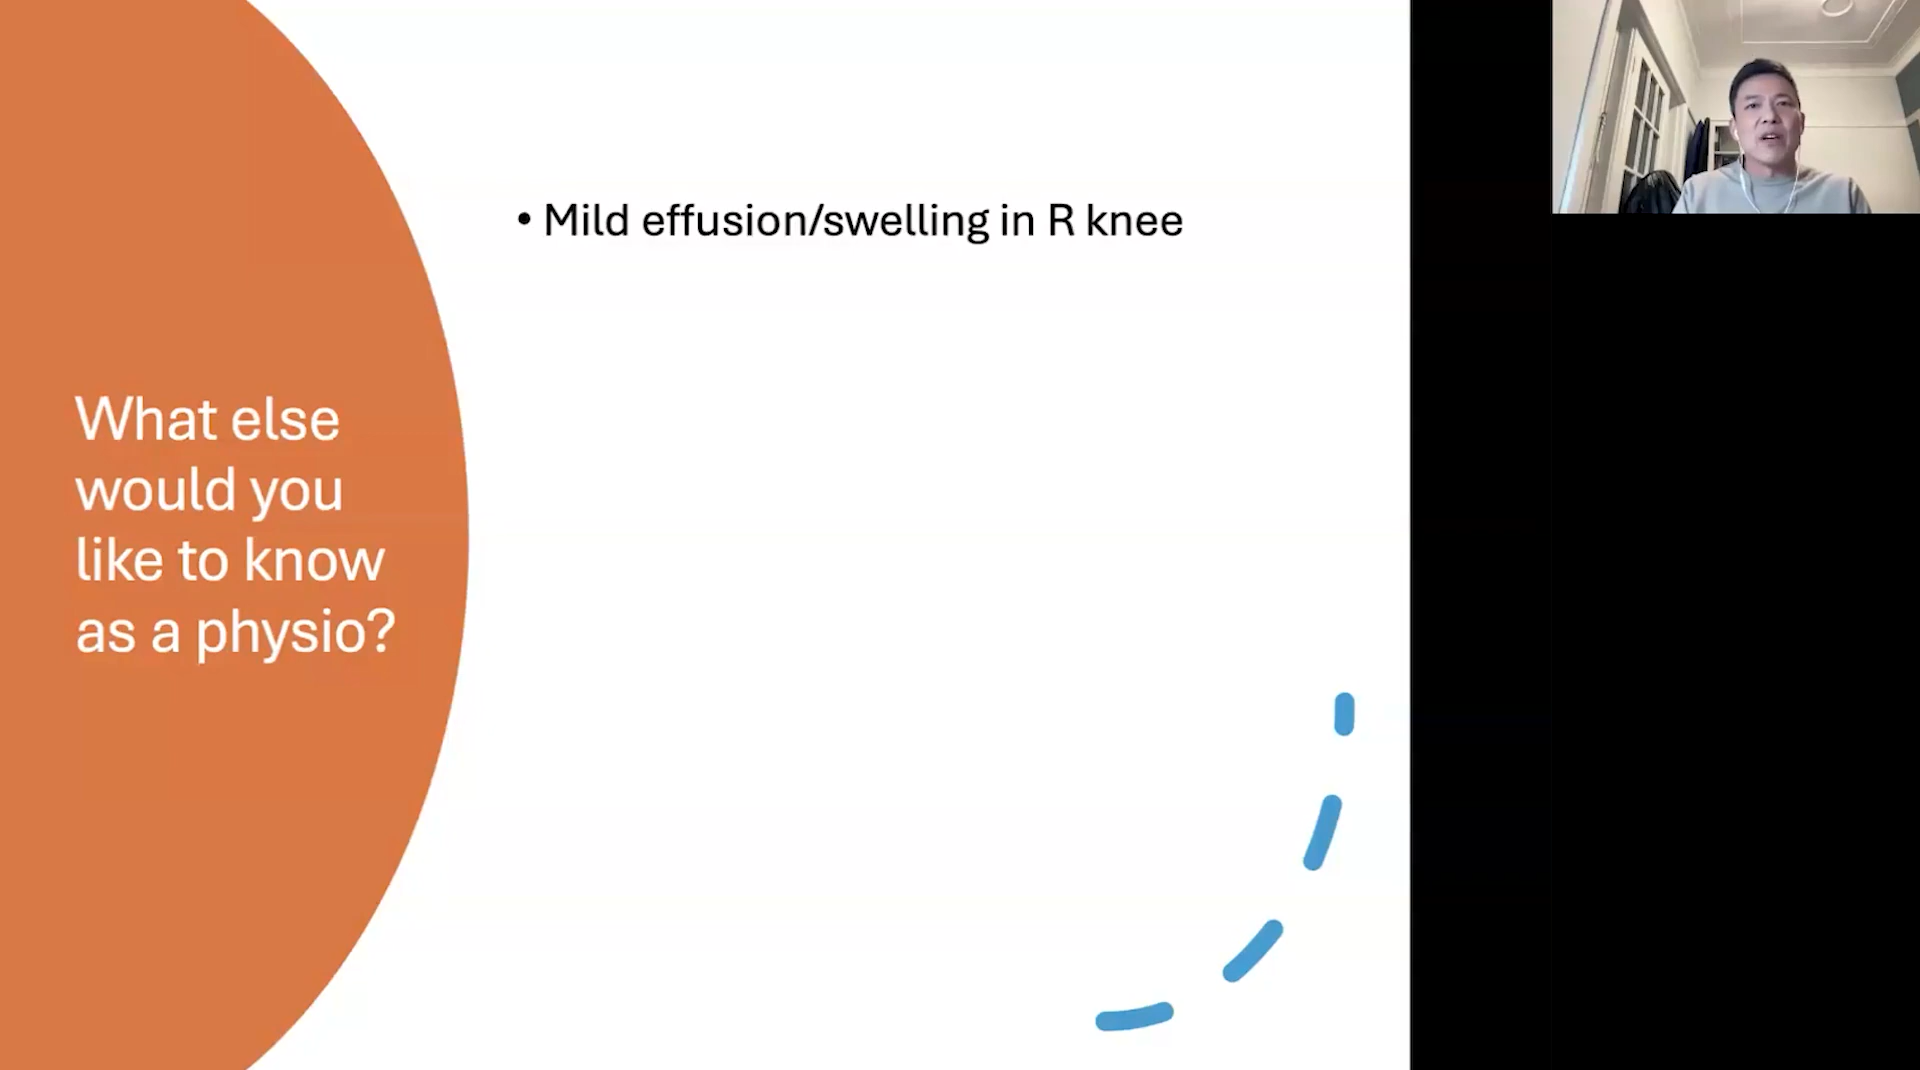 What else
would you
like to know
as a physio?
• Mild effusion/swelling in R knee